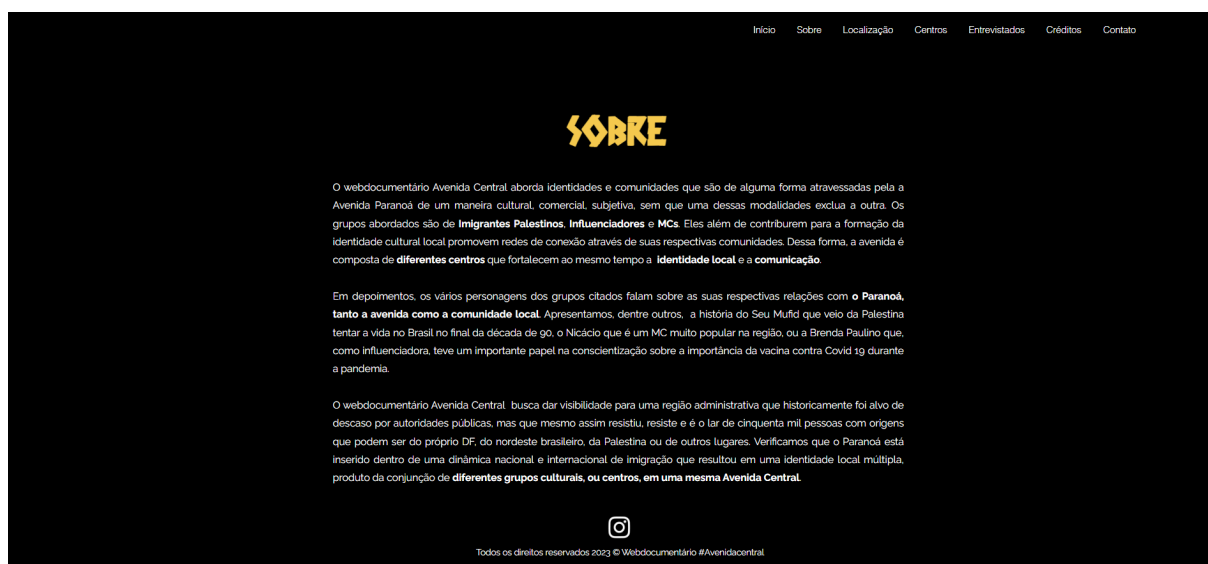 Início Sobre Localização Centros Entrevistados Créditos Contato
SOBRE
O webdocumentário Avenida Central aborda identidades e comunidades que são de alguma forma atravessadas pela a
Avenida Paranoá de um maneira cultural, comercial, subjetiva, sem que uma dessas modalidades exclua a outra. Os
grupos abordados são de Imigrantes Palestinos, Influenciadores e MCs. Eles além de contriburem para a formação da
identidade cultural local promovem redes de conexão através de suas respectivas comunidades. Dessa forma, a avenida é
composta de diferentes centros que fortalecem ao mesmo tempo a identidade local e a comunicação.
Em depoimentos, os vários personagens dos grupos citados falam sobre as suas respectivas relações com o Paranoá,
tanto a avenida como a comunidade local. Apresentamos, dentre outros, a história do Seu Mufid que veio da Palestina
tentar a vida no Brasil no final da década de 90, o Nicácio que é um MC muito popular na região, ou a Brenda Paulino que,
como influenciadora, teve um importante papel na conscientização sobre a importância da vacina contra Covid 19 durante
a pandemia.
O webdocumentário Avenida Central busca dar visibilidade para uma região administrativa que historicamente foi alvo de
descaso por autoridades públicas, mas que mesmo assim resistiu, resiste e é o lar de cinquenta mil pessoas com origens
que podem ser do próprio DF, do nordeste brasileiro, da Palestina ou de outros lugares. Verificamos que o Paranoá está
inserido dentro de uma dinâmica nacional e internacional de imigração que resultou em uma identidade local múltipla,
produto da conjunção de diferentes grupos culturais, ou centros, em uma mesma Avenida Central.
Todos os direitos reservados 2023 © Webdocumentário #Avenidacentral